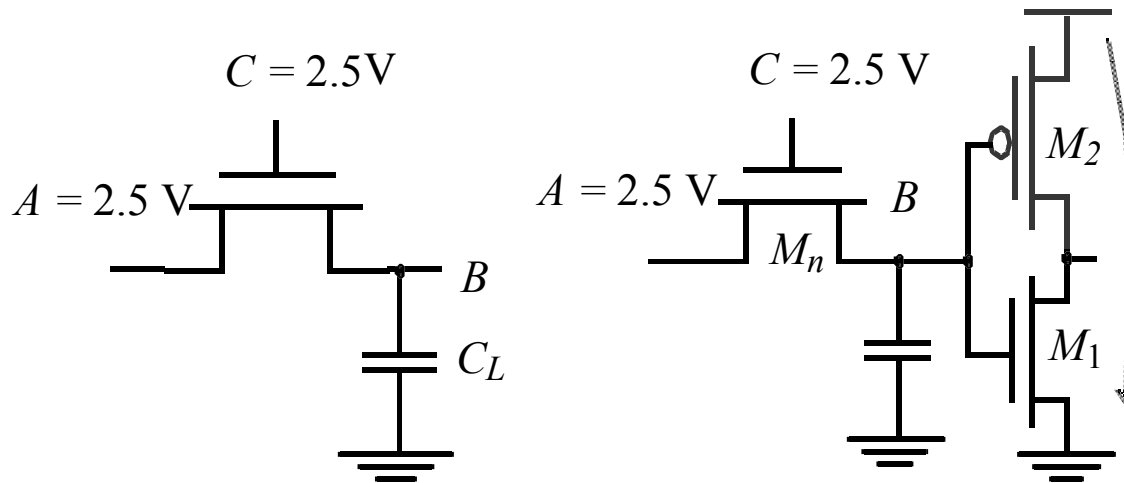 C = 2.5V
A = 2.5 V
B
C_L
C = 2.5 V
A = 2.5 V
B
M_n
M_2
M_1